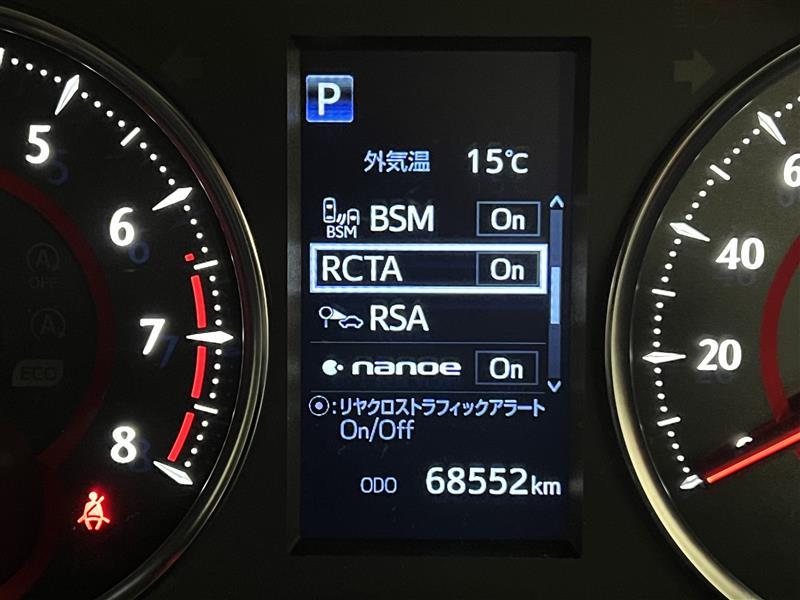 5
6
7
8
A
OFF
A
ECO
P
外気温 15℃
BSM BSM On
RCTA On
RSA
nanoe On
◉:リヤクロストラフィックアラート
On/Off
ODO 68552km
6
40
20